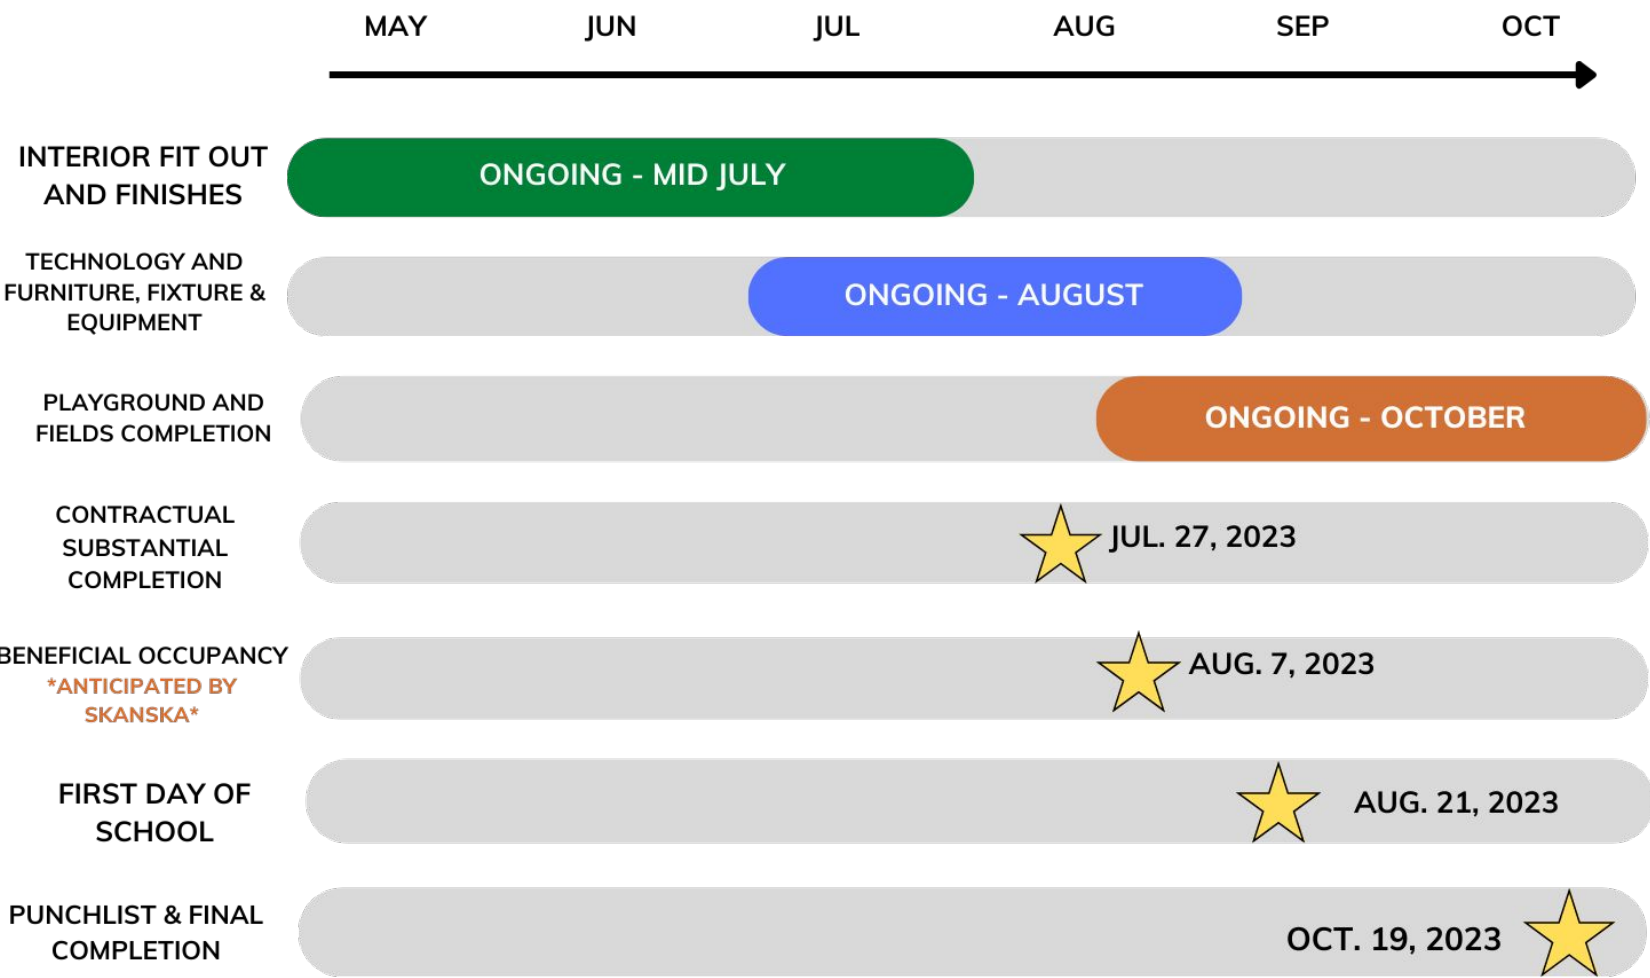 MAY JUN JUL AUG SEP OCT
INTERIOR FIT OUT
AND FINISHES
ONGOING - MID JULY
TECHNOLOGY AND
FURNITURE, FIXTURE &
EQUIPMENT
ONGOING - AUGUST
PLAYGROUND AND
FIELDS COMPLETION
ONGOING - OCTOBER
CONTRACTUAL
SUBSTANTIAL
COMPLETION
JUL. 27, 2023
BENEFICIAL OCCUPANCY
*ANTICIPATED BY
SKANSKA*
AUG. 7, 2023
FIRST DAY OF
SCHOOL
AUG. 21, 2023
PUNCHLIST & FINAL
COMPLETION
OCT. 19, 2023